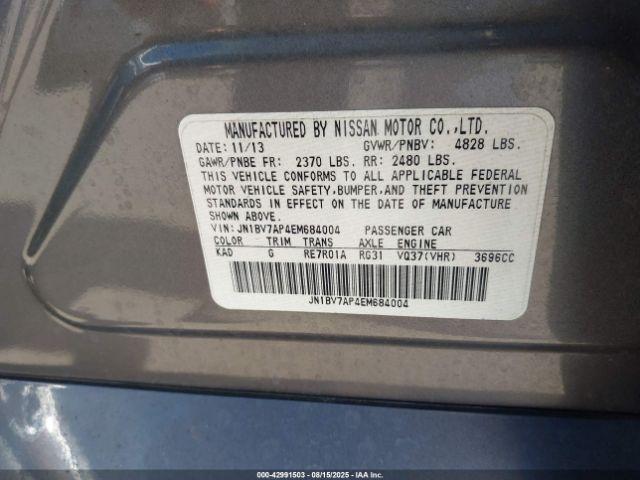 MANUFACTURED BY NISSAN MOTOR CO.,LTD.
DATE: 11/13 GVWR/PNBV: 4828 LBS.
GAWR/PNBE FR: 2370 LBS. RR: 2480 LBS.
THIS VEHICLE CONFORMS TO ALL APPLICABLE FEDERAL
MOTOR VEHICLE SAFETY,BUMPER,AND THEFT PREVENTION
STANDARDS IN EFFECT ON THE DATE OF MANUFACTURE
SHOWN ABOVE.
VIN: JN1BV7AP4EM684004 PASSENGER CAR
COLOR TRIM TRANS AXLE ENGINE
KAD G RE7R01A RG31 VQ37(VHR) 3696CC
JN1BV7AP4EM684004
000-42991503 - 08/15/2025 - IAAI.com